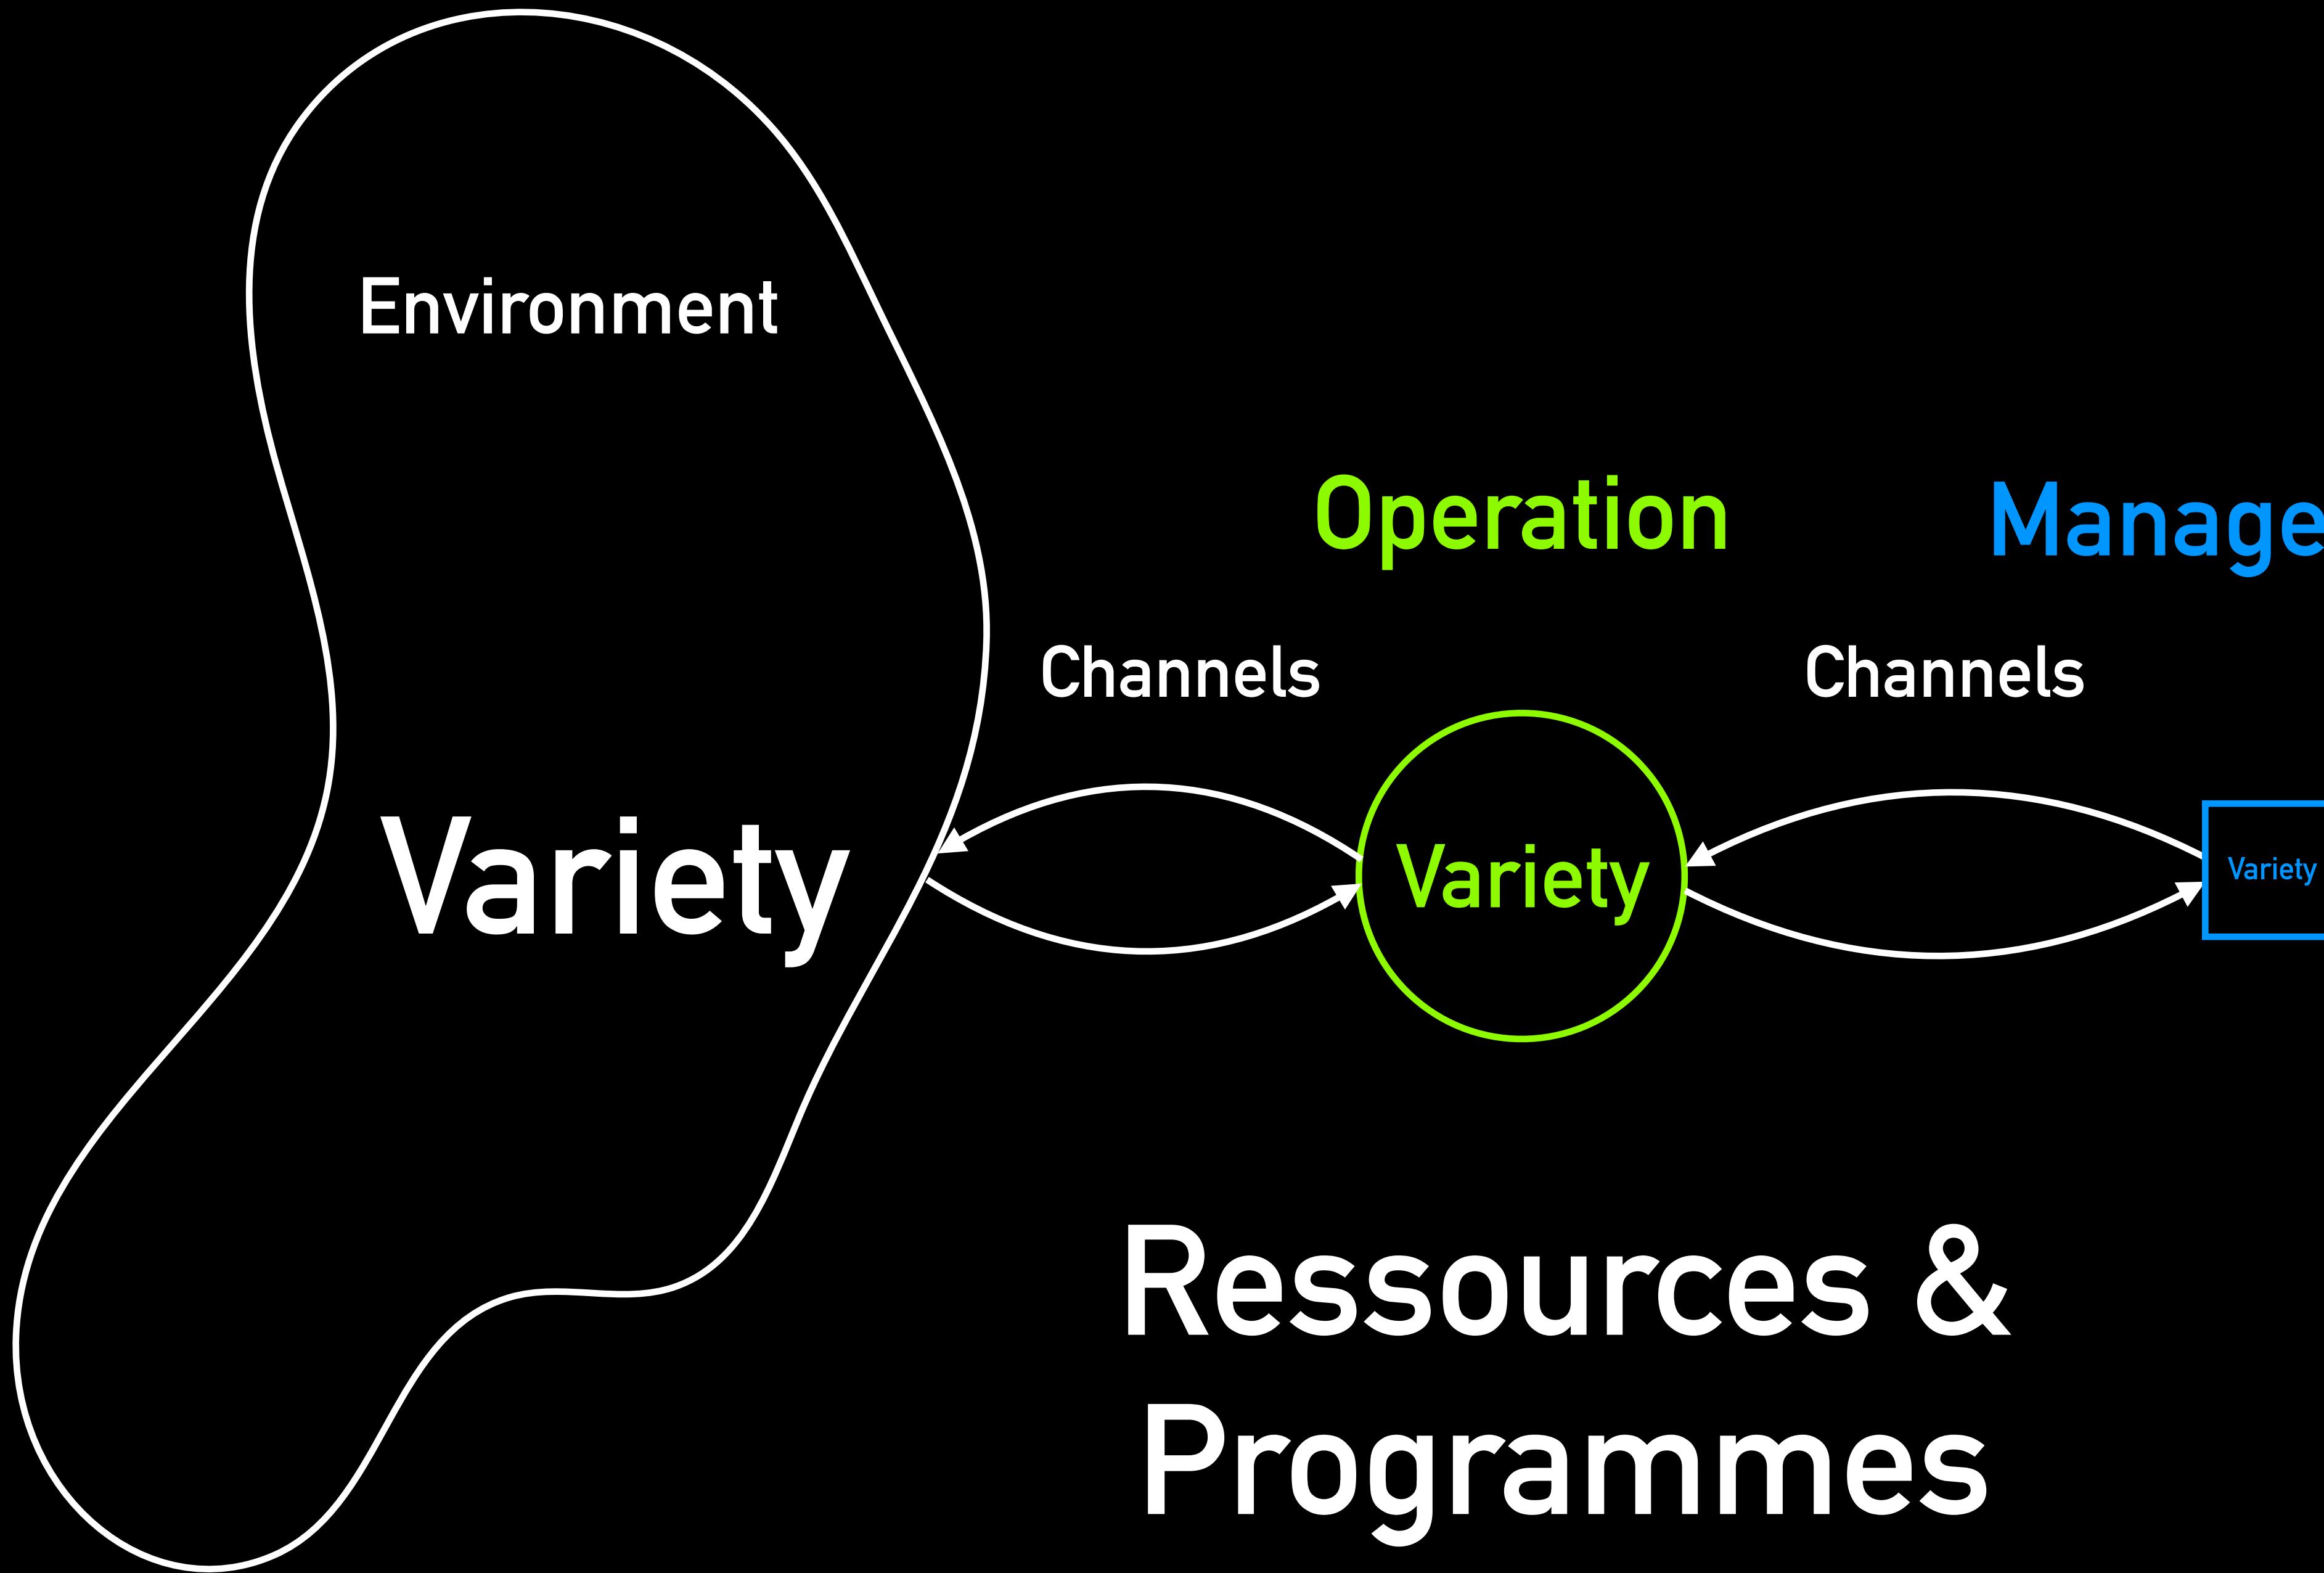 Environment
Operation
Manage
Channels
Channels
Variety
Variety
Variety
Ressources &
Programmes